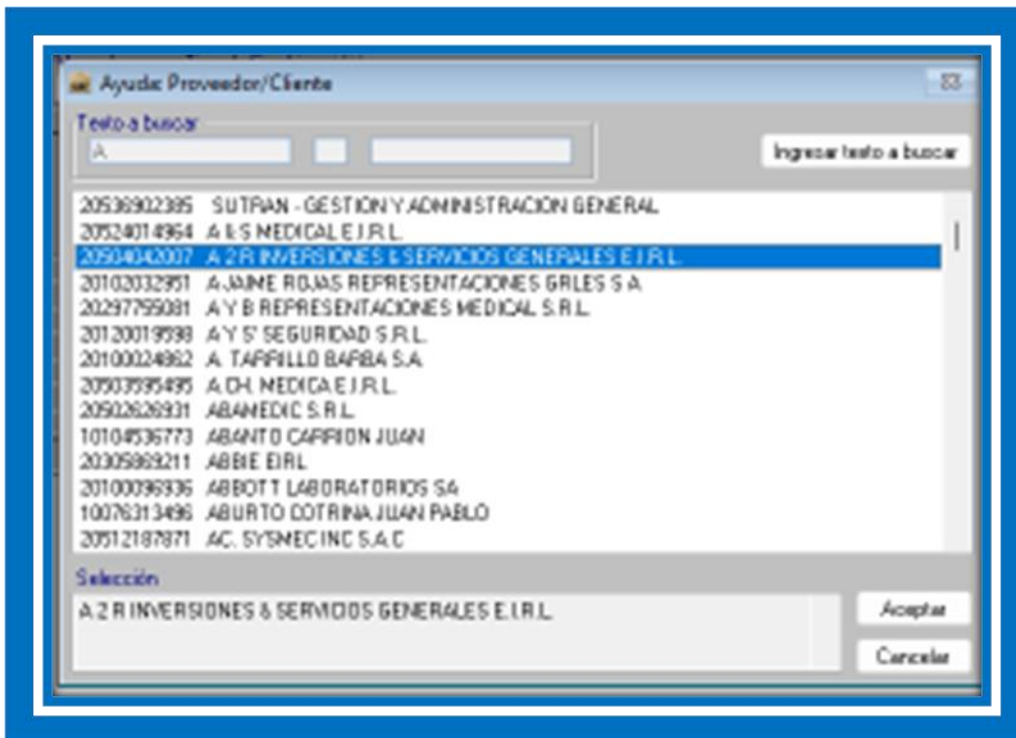 Ayuda: Proveedor/Cliente
Texto a buscar
A
Ingresar texto a buscar
20536902385 SUTRAN - GESTION Y ADMINISTRACION GENERAL
20524014964 A & S MEDICAL E.I.R.L.
20504042007 A 2 R INVERSIONES & SERVICIOS GENERALES E.I.R.L.
20102032951 A JAIME ROJAS REPRESENTACIONES GRLES S A
20297755081 A Y B REPRESENTACIONES MEDICAL S.R.L.
20120019598 A Y S' SEGURIDAD S.R.L.
20100024862 A. TARRILLO BARBA S.A.
20503595495 A.CH. MEDICA E.I.R.L.
20502626931 ABAMEDIC S.R.L.
10104536773 ABANTO CARRION JUAN
20305869211 ABBIE EIRL
20100096936 ABBOTT LABORATORIOS SA
10076313496 ABURTO COTRINA JUAN PABLO
20512187871 AC. SYSMEC INC S.A.C
Selección
A 2 R INVERSIONES & SERVICIOS GENERALES E.I.R.L.
Aceptar
Cancelar